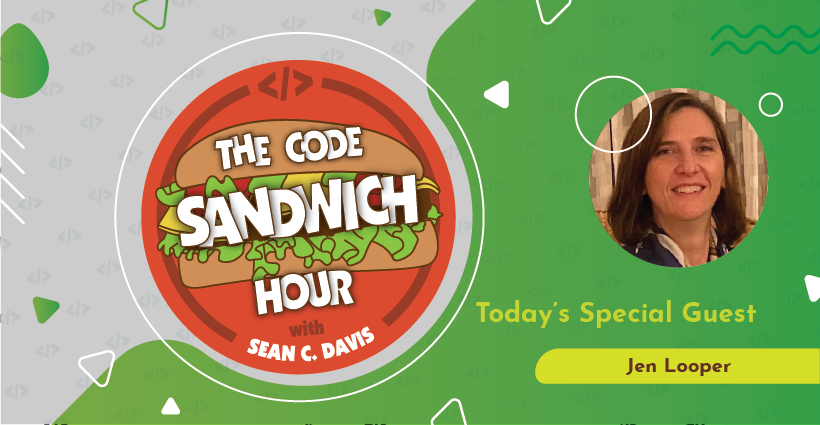 </>
THE CODE
SANDWICH
HOUR
with
SEAN C. DAVIS
Today's Special Guest
Jen Looper